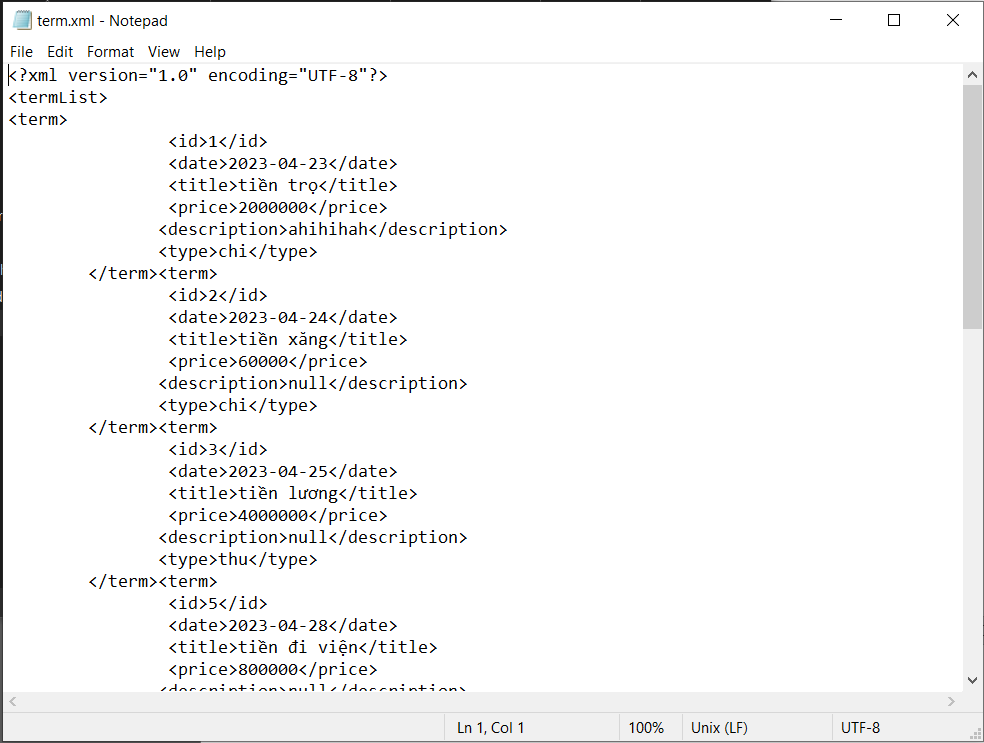 term.xml - Notepad
File Edit Format View Help
<?xml version="1.0" encoding="UTF-8"?>
<termList>
<term>
<id>1</id>
<date>2023-04-23</date>
<title>tiền trọ</title>
<price>2000000</price>
<description>ahihihah</description>
<type>chi</type>
</term><term>
<id>2</id>
<date>2023-04-24</date>
<title>tiền xăng</title>
<price>60000</price>
<description>null</description>
<type>chi</type>
</term><term>
<id>3</id>
<date>2023-04-25</date>
<title>tiền lương</title>
<price>4000000</price>
<description>null</description>
<type>thu</type>
</term><term>
<id>5</id>
<date>2023-04-28</date>
<title>tiền đi viện</title>
<price>800000</price>
<description>null</description>
Ln 1, Col 1 100% Unix (LF) UTF-8